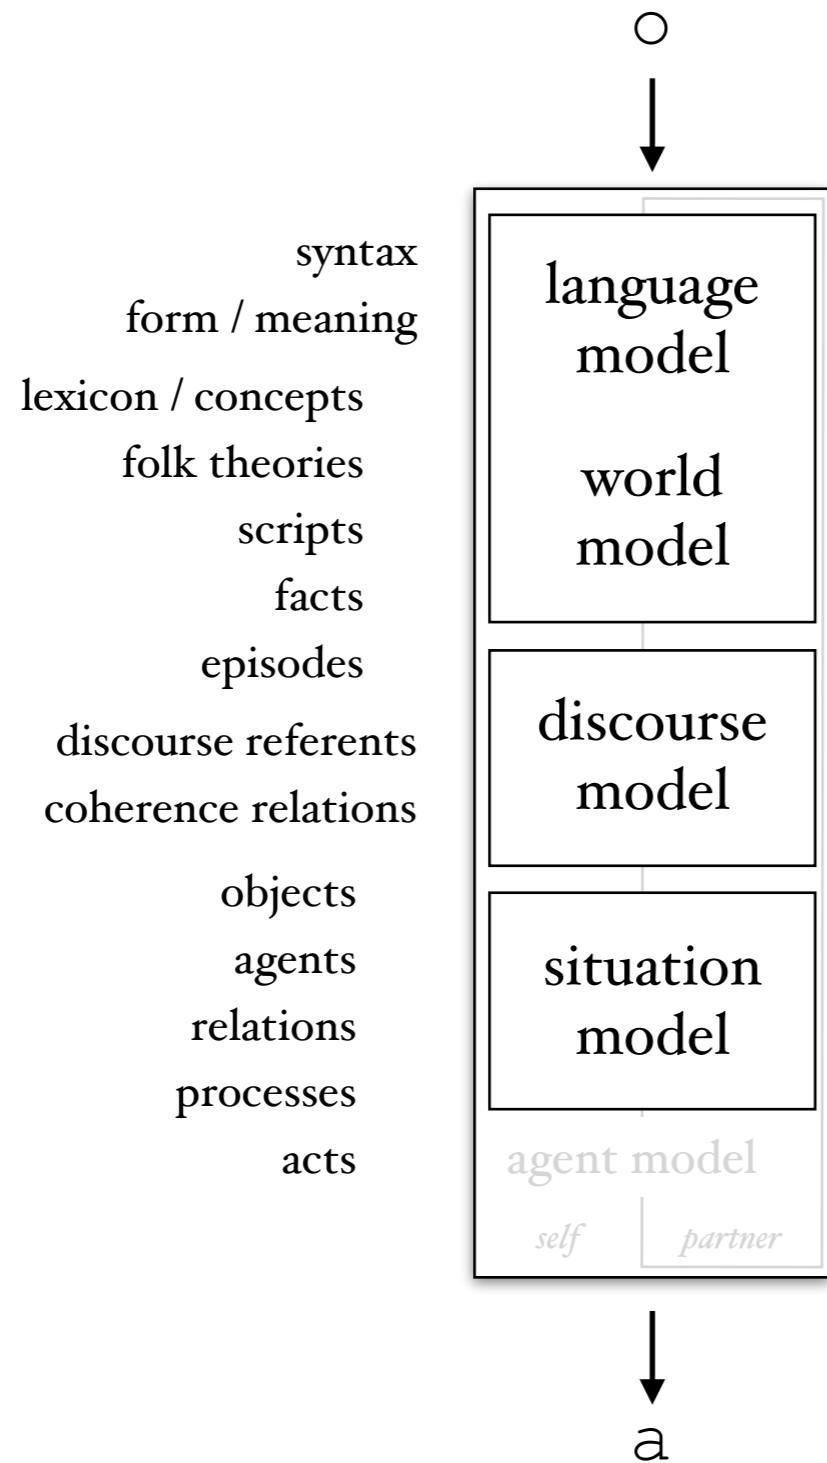 o
syntax
form / meaning
lexicon / concepts
folk theories
scripts
facts
episodes
discourse referents
coherence relations
objects
agents
relations
processes
acts
language
model
world
model
discourse
model
situation
model
agent model
self partner
a